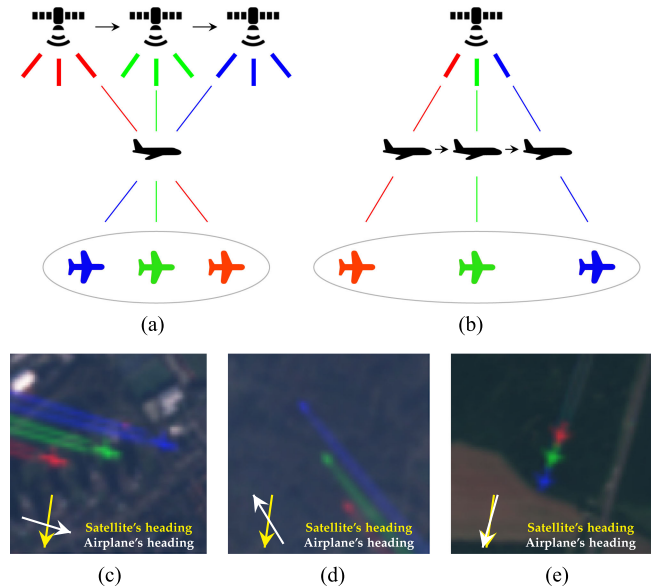 (a)
(b)
Satellite's heading
Airplane's heading
Satellite's heading
Airplane's heading
Satellite's heading
Airplane's heading
(c)
(d)
(e)